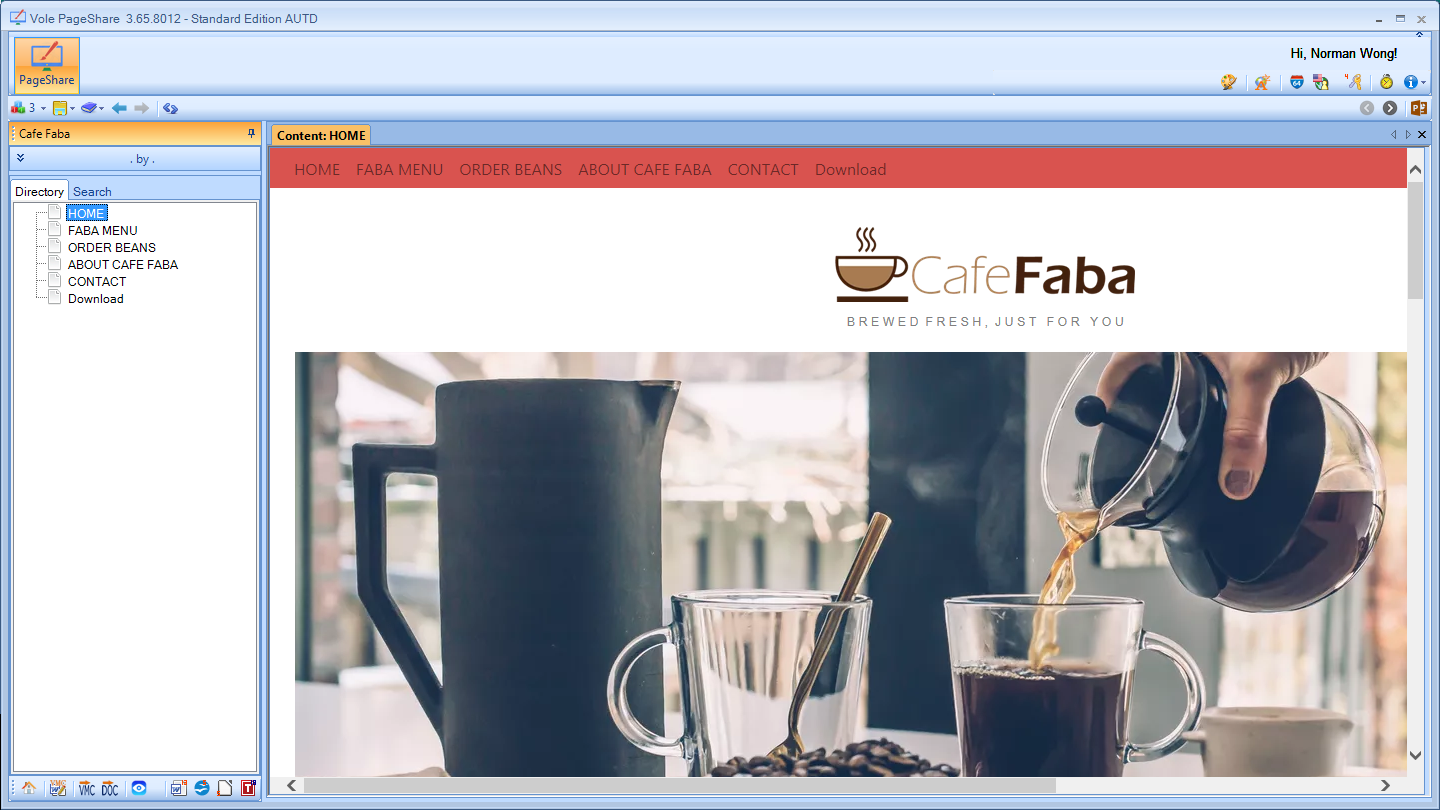 Vole PageShare 3.65.8012 - Standard Edition AUTD
Hi, Norman Wong!
PageShare
3
Cafe Faba
Content: HOME
. by .
Directory Search
HOME
FABA MENU
ORDER BEANS
ABOUT CAFE FABA
CONTACT
Download
HOME FABA MENU ORDER BEANS ABOUT CAFE FABA CONTACT Download
CafeFaba
BREWED FRESH, JUST FOR YOU
VMC DOC